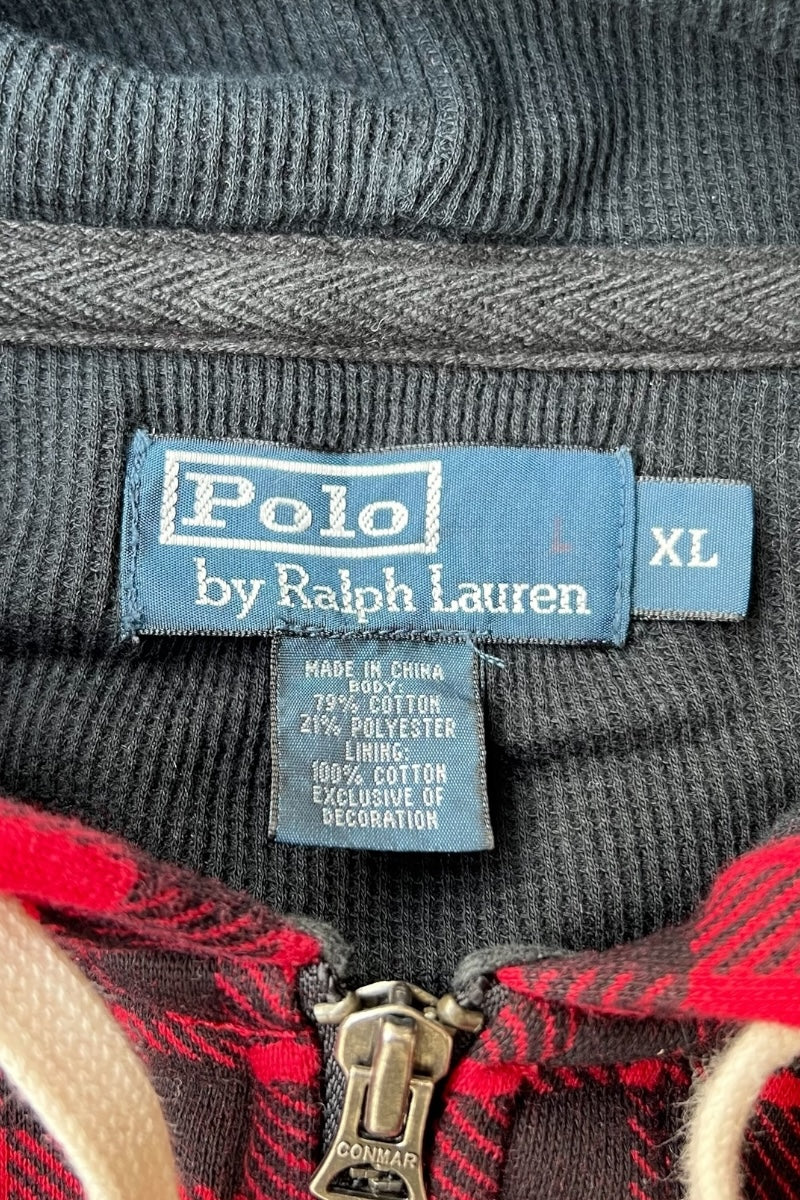 Polo
by Ralph Lauren
L
XL
MADE IN CHINA
BODY:
79% COTTON
21% POLYESTER
LINING:
100% COTTON
EXCLUSIVE OF
DECORATION
CONMAR